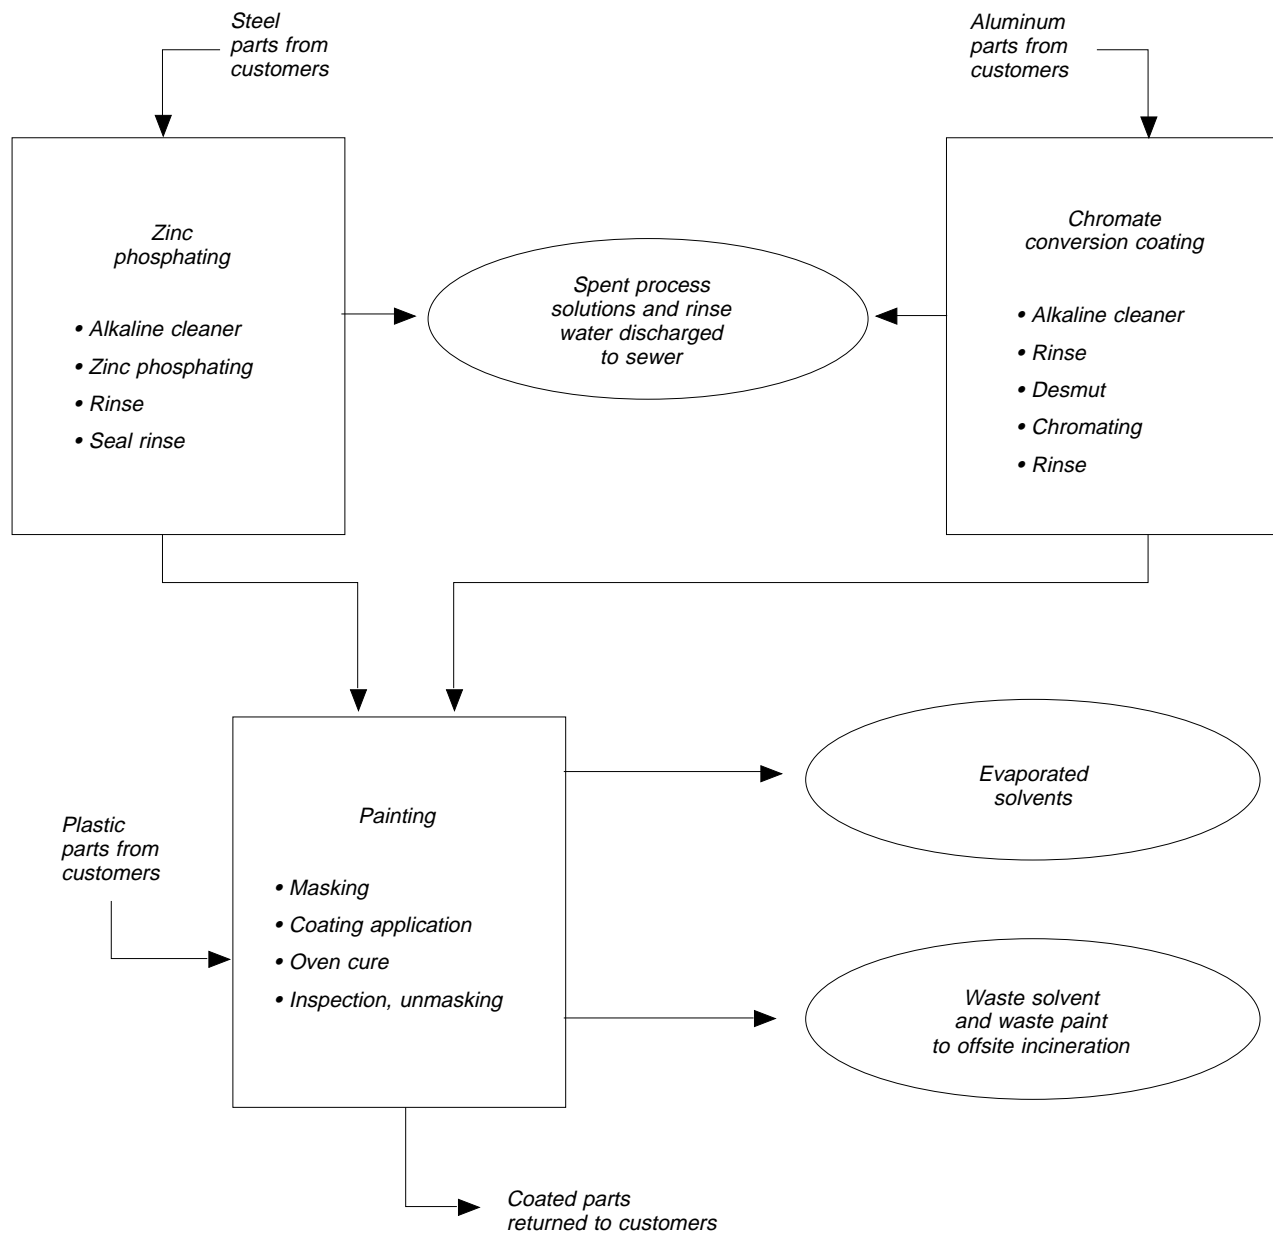 Steel
parts from
customers
Aluminum
parts from
customers
Zinc
phosphating
• Alkaline cleaner
• Zinc phosphating
• Rinse
• Seal rinse
Spent process
solutions and rinse
water discharged
to sewer
Chromate
conversion coating
• Alkaline cleaner
• Rinse
• Desmut
• Chromating
• Rinse
Plastic
parts from
customers
Painting
• Masking
• Coating application
• Oven cure
• Inspection, unmasking
Evaporated
solvents
Waste solvent
and waste paint
to offsite incineration
Coated parts
returned to customers